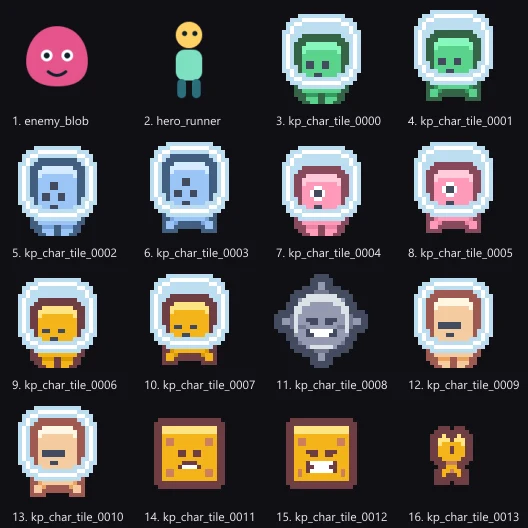 1. enemy_blob
2. hero_runner
3. kp_char_tile_0000
4. kp_char_tile_0001
5. kp_char_tile_0002
6. kp_char_tile_0003
7. kp_char_tile_0004
8. kp_char_tile_0005
9. kp_char_tile_0006
10. kp_char_tile_0007
11. kp_char_tile_0008
12. kp_char_tile_0009
13. kp_char_tile_0010
14. kp_char_tile_0011
15. kp_char_tile_0012
16. kp_char_tile_0013